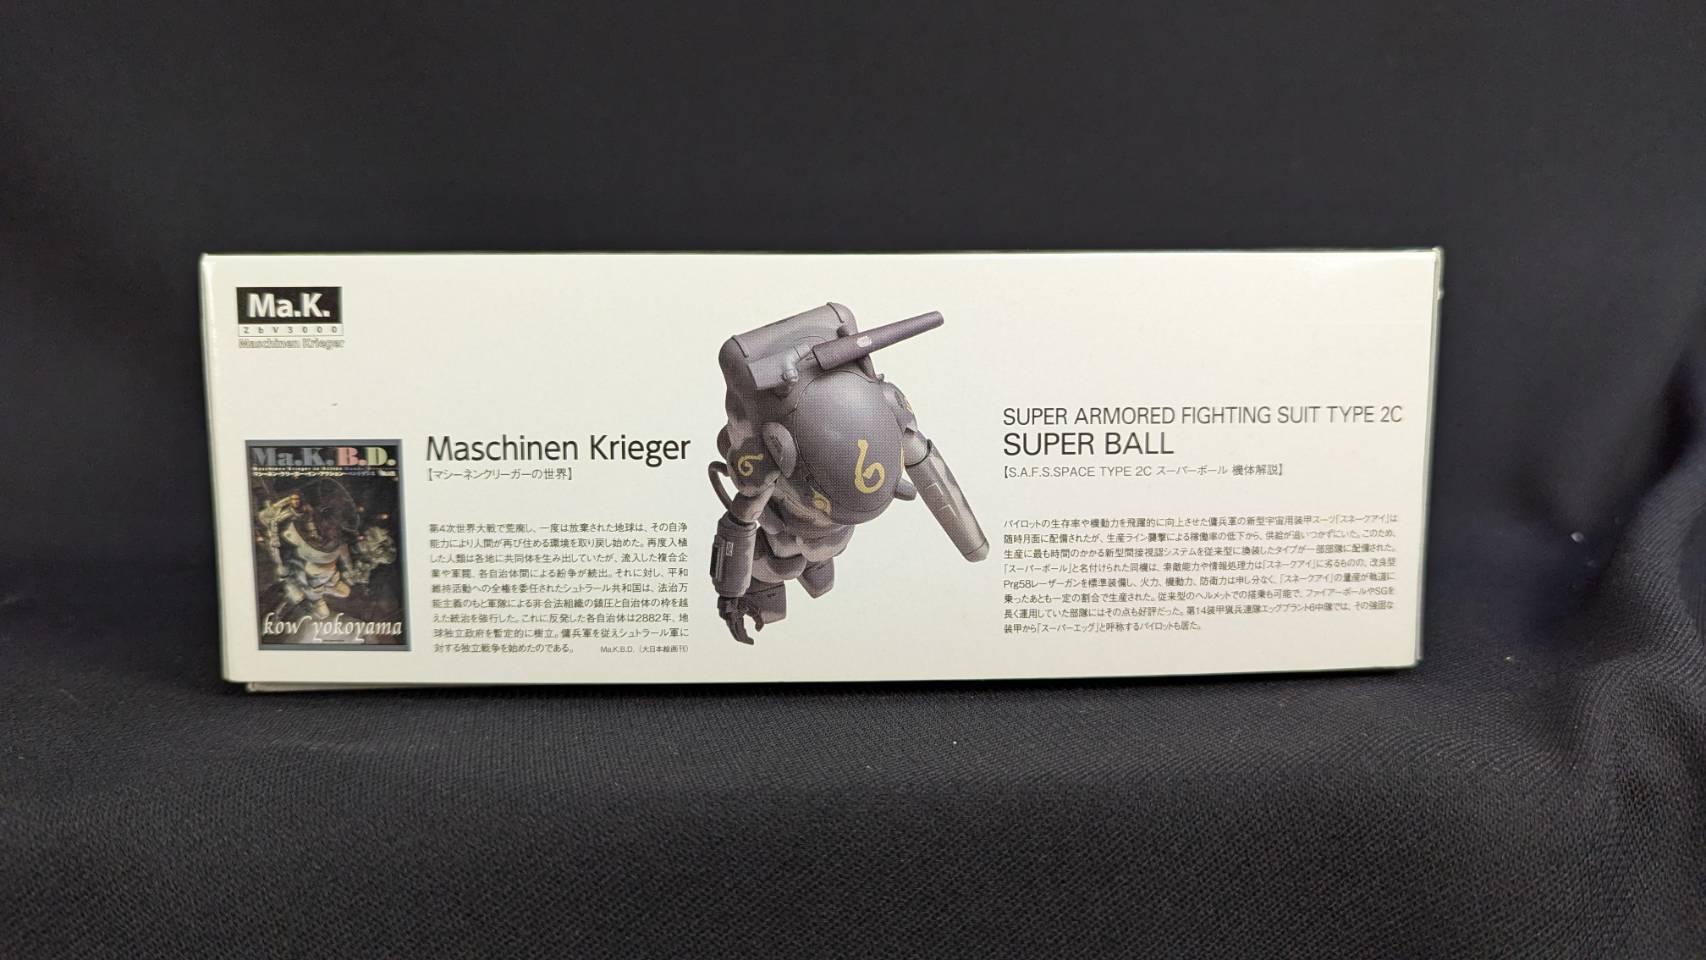 Ma.K.
ZbV3000
Maschinen Krieger
Ma.K.B.D.
Maschinen Krieger in Action
マシーネン・クリーガー・イン・アクション
kow yokoyama
Maschinen Krieger
【マシーネンクリーガーの世界】
第4次世界大戦で荒廃し、一度は放棄された地球は、その自浄
能力により人間が再び住める環境を取り戻し始めた。再度入植
した人類は各地に共同体を生み出していたが、流入した複合企
業や軍閥、各自治体間による紛争が続出。それに対し、平和
維持活動への全権を委任されたシュトラール共和国は、法治万
能主義のもと軍隊による非合法組織の鎮圧と自治体の枠を越
えた統治を強行した。これに反発した各自治体は2882年、地
球独立政府を暫定的に樹立。傭兵軍を従えシュトラール軍に
対する独立戦争を始めたのである。 Ma.K.B.D.（大日本絵画刊）
SUPER ARMORED FIGHTING SUIT TYPE 2C
SUPER BALL
【S.A.F.S.SPACE TYPE 2C スーパーボール 機体解説】
パイロットの生存率や機動力を飛躍的に向上させた傭兵軍の新型宇宙用装甲スーツ「スネークアイ」は
随時月面に配備されたが、生産ライン襲撃による稼働率の低下から、供給が追いつかずにいた。このため、
生産に最も時間のかかる新型間接視認システムを従来型に換装したタイプが一部部隊に配備された。
「スーパーボール」と名付けられた同機は、索敵能力や情報処理力は「スネークアイ」に劣るものの、改良型
Prg58レーザーガンを標準装備し、火力、機動力、防衛力は申し分なく、「スネークアイ」の量産が軌道に
乗ったあとも一定の割合で生産された。従来型のヘルメットでの搭乗も可能で、ファイアーボールやSGを
長く運用していた部隊にはその点も好評だった。第14装甲猟兵連隊エッグプラント6中隊では、その強固な
装甲から「スーパーエッグ」と呼称するパイロットも居た。